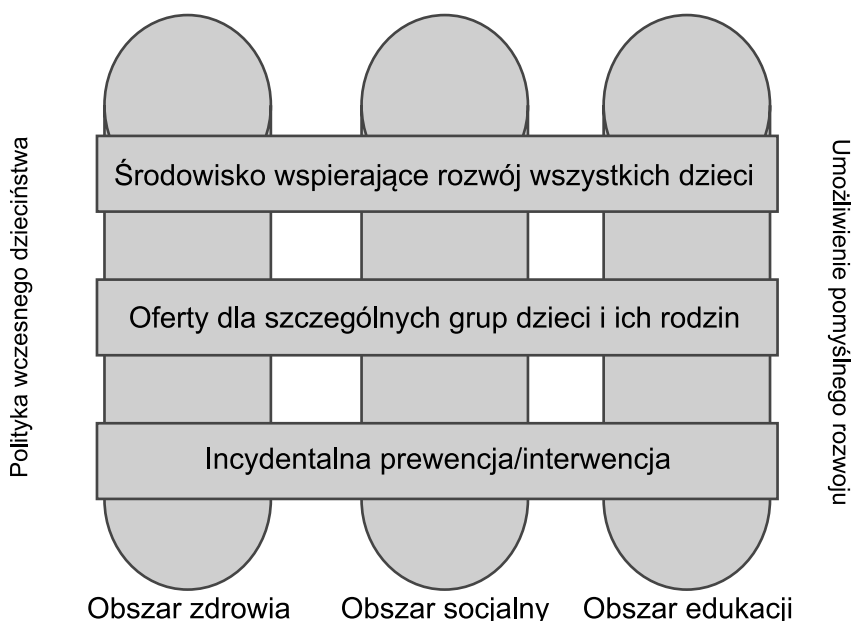 Polityka wczesnego dzieciństwa
Środowisko wspierające rozwój wszystkich dzieci
Oferty dla szczególnych grup dzieci i ich rodzin
Incydentalna prewencja/interwencja
Umożliwienie pomyślnego rozwoju
Obszar zdrowia
Obszar socjalny
Obszar edukacji